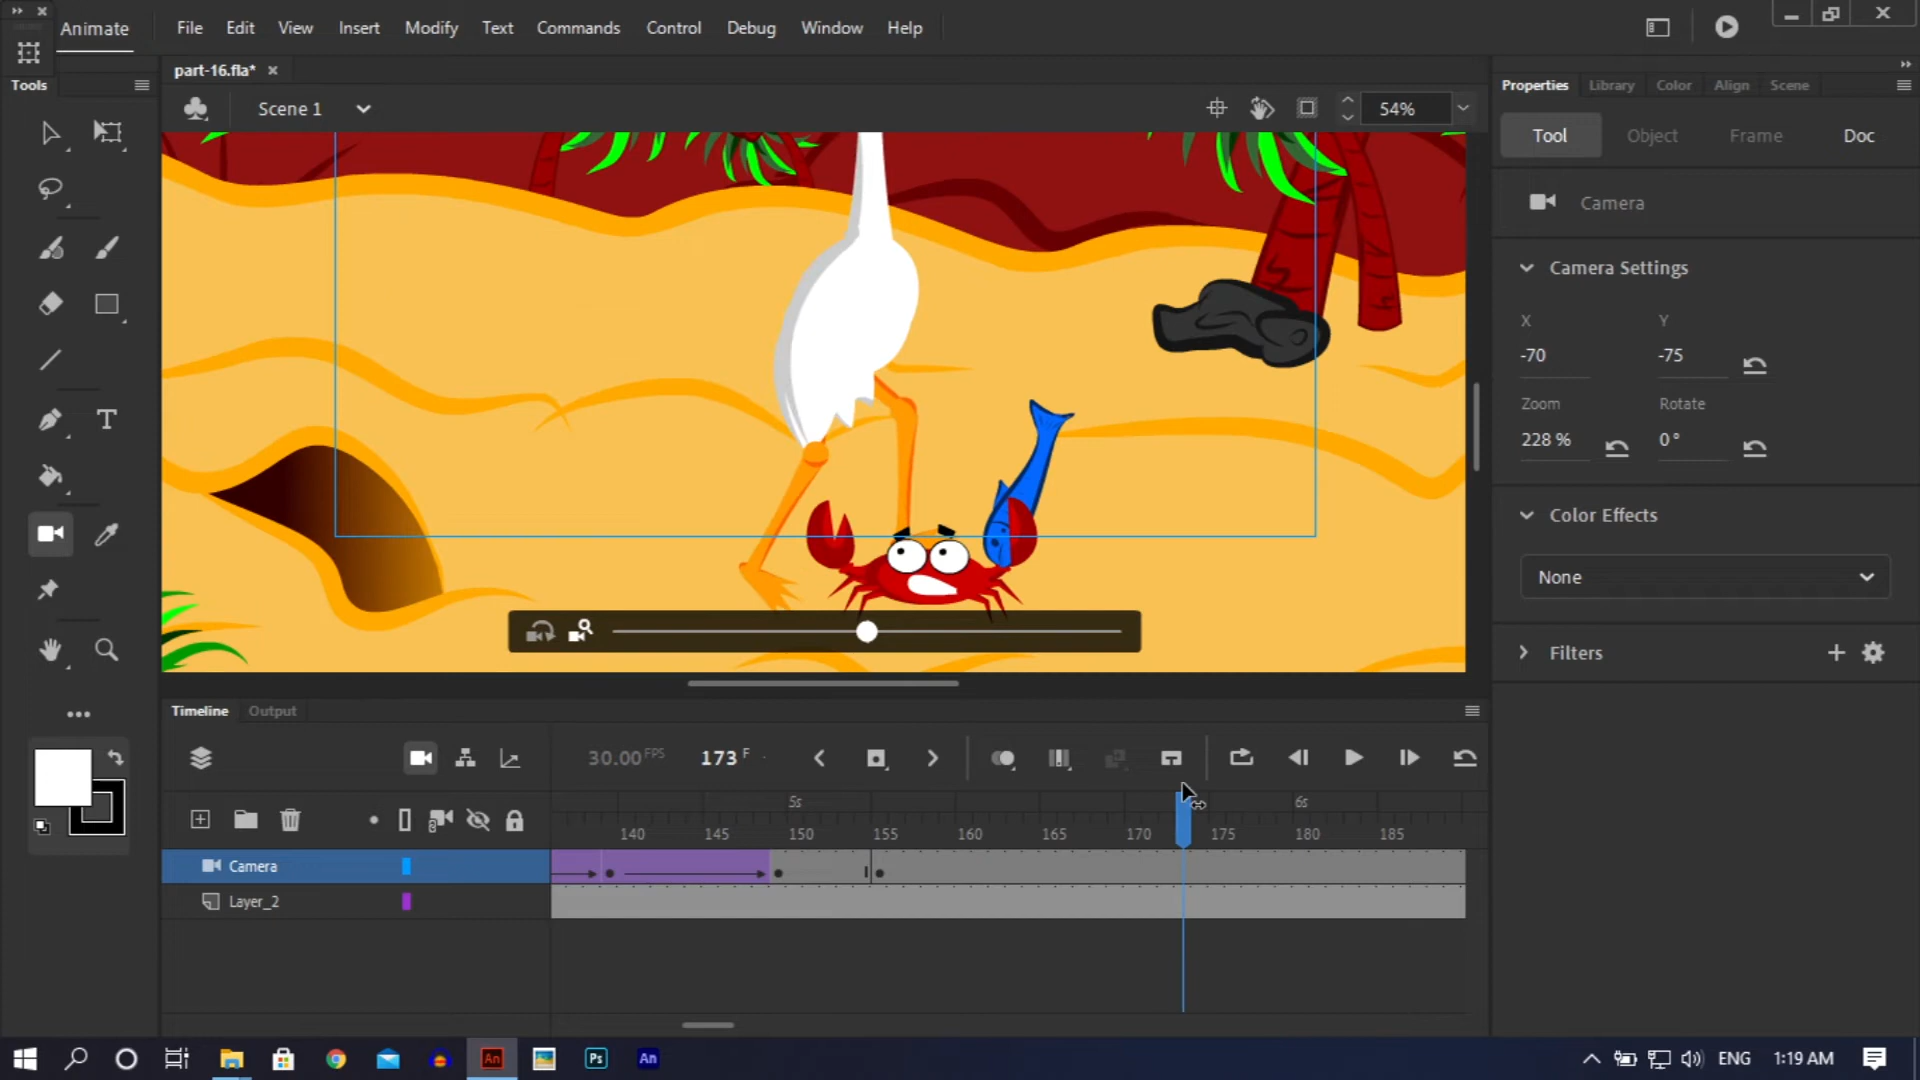 Animate
File Edit View Insert Modify Text Commands Control Debug Window Help
part-16.fla*
Tools
Scene 1
54%
Properties Library Color Align Scene
Tool Object Frame Doc
Camera
Camera Settings
X Y
-70 -75
Zoom Rotate
228 % 0 °
Color Effects
None
Filters
Timeline Output
30.00 FPS 173 F
5s 6s
140 145 150 155 160 165 170 175 180 185
Camera
Layer_2
An Ps An ENG 1:19 AM